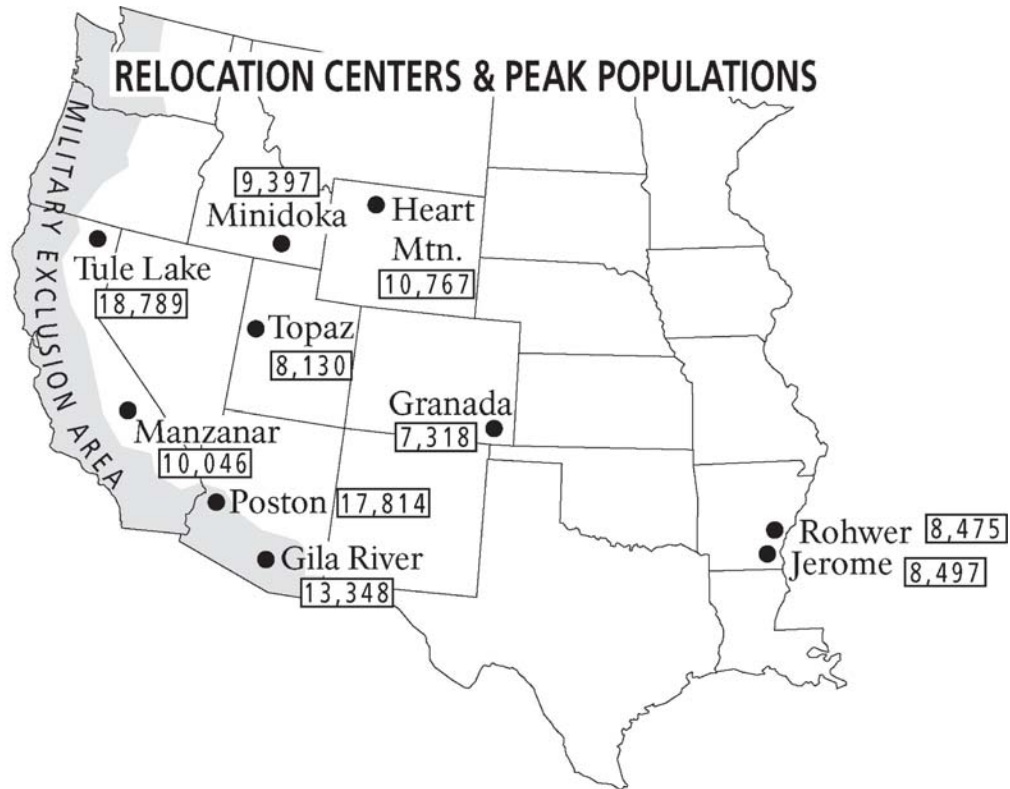 RELOCATION CENTERS & PEAK POPULATIONS
MILITARY EXCLUSION AREA
9,397
Minidoka
Heart
Mtn.
10,767
Tule Lake
18,789
Topaz
8,130
Granada
7,318
Manzanar
10,046
Poston 17,814
Gila River
13,348
Rohwer 8,475
Jerome 8,497